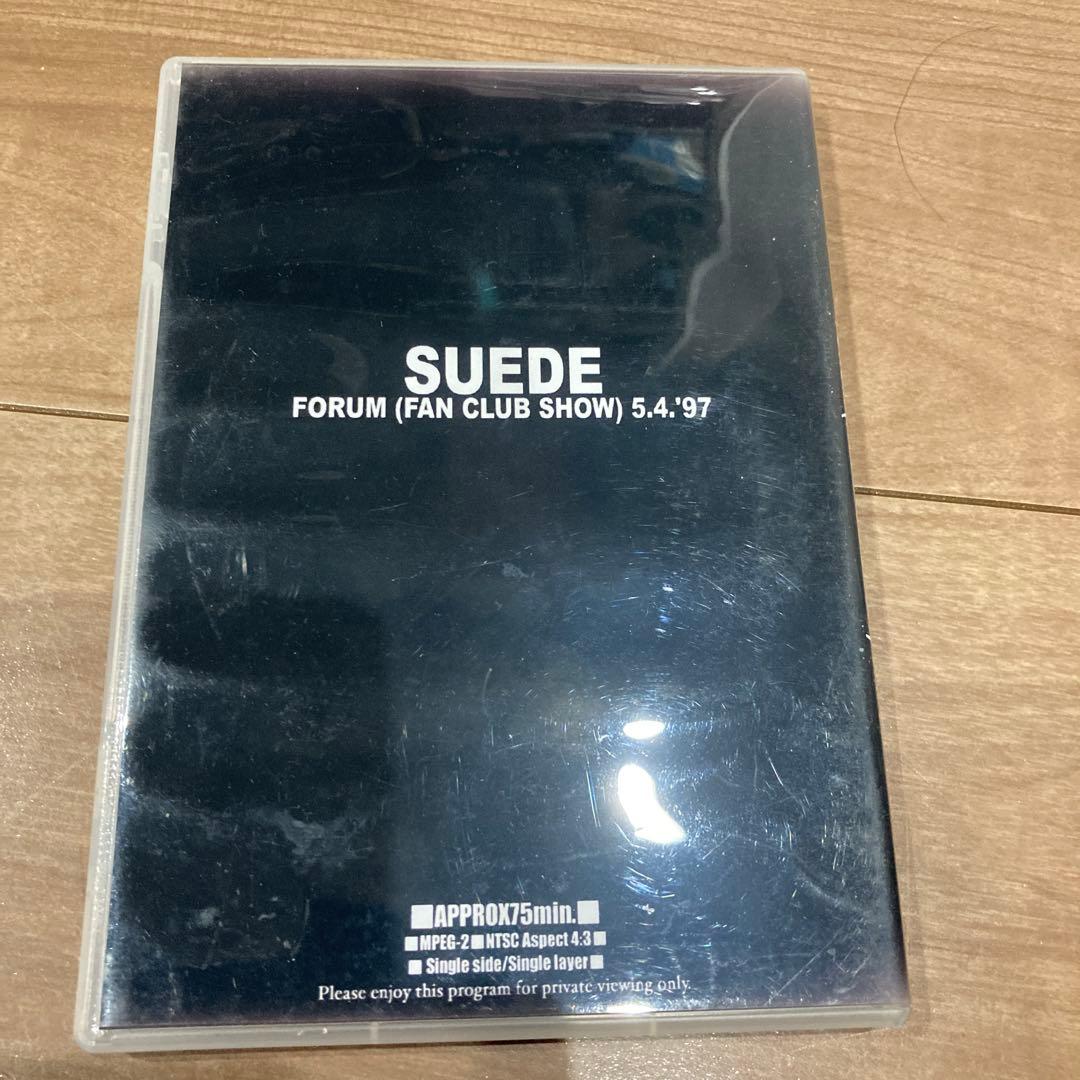 SUEDE
FORUM (FAN CLUB SHOW) 5.4.'97
■APPROX75min.■
■MPEG-2■NTSC Aspect 4:3■
■ Single side/Single layer■
Please enjoy this program for private viewing only.